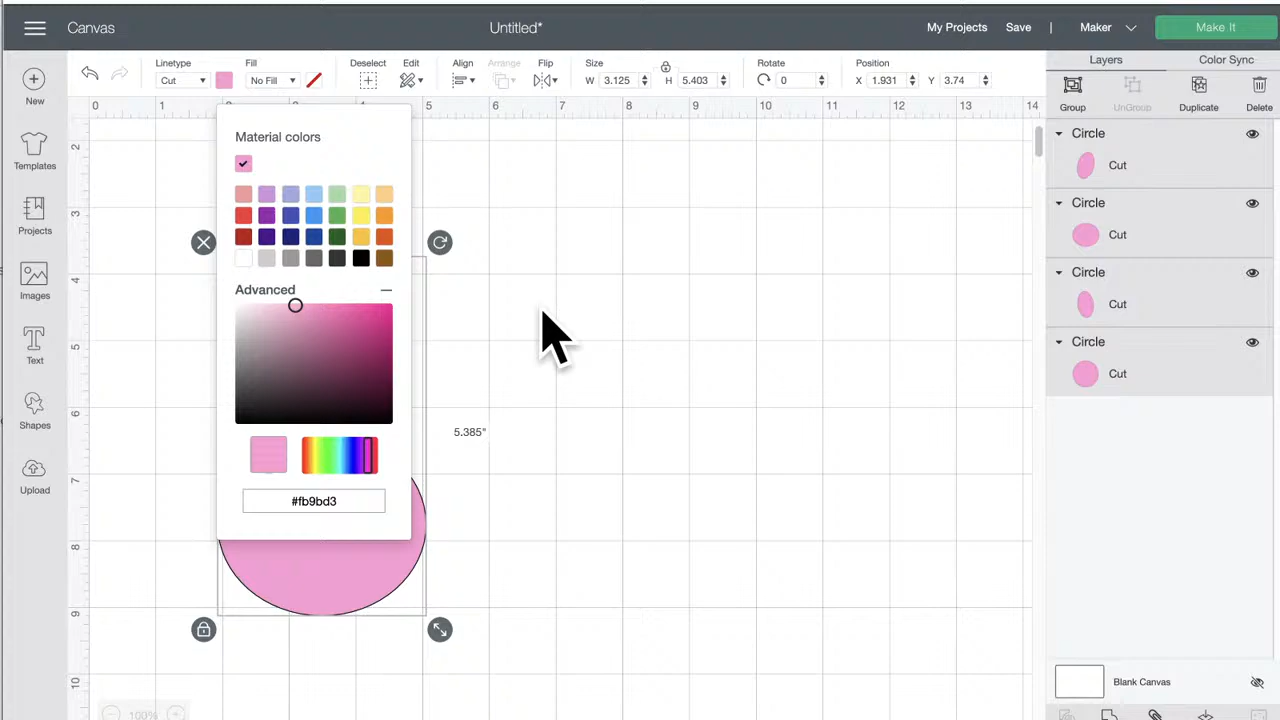 Canvas
Untitled*
My Projects
Save
|
Maker
Make It
Linetype
Fill
Deselect
Edit
Align
Arrange
Flip
Size
Rotate
Position
Layers
Color Sync
Cut
No Fill
W 3.125
H 5.403
0
X 1.931
Y 3.74
Group
UnGroup
Duplicate
Delete
New
Templates
Projects
Images
Text
Shapes
Upload
0 1 2 3 4 5 6 7 8 9 10 11 12 13 14
2
3
4
5
6
7
8
9
10
Material colors
Advanced
#fb9bd3
5.385"
Circle
Cut
Circle
Cut
Circle
Cut
Circle
Cut
Blank Canvas
100%